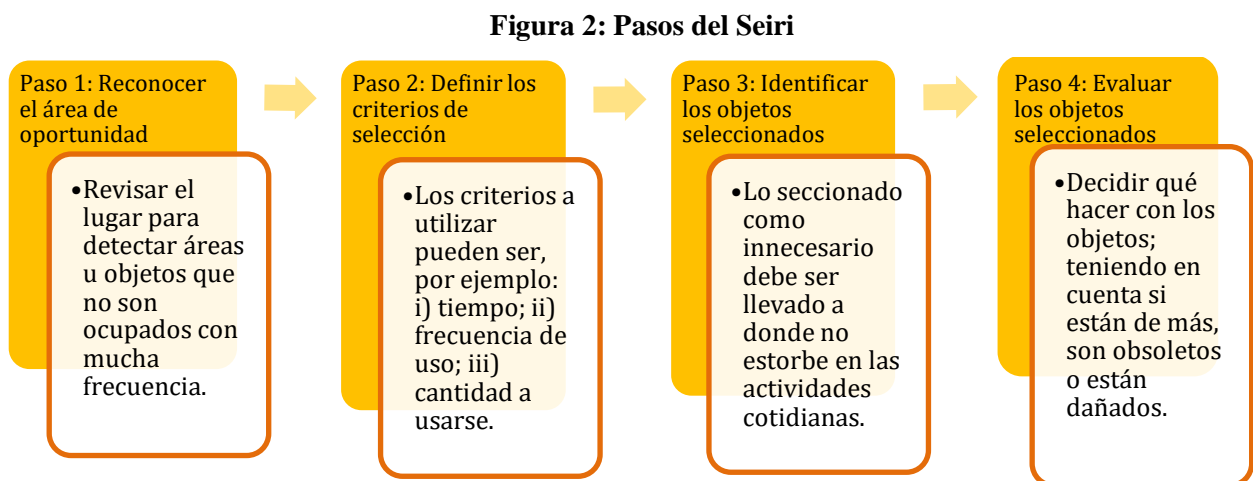 Figura 2: Pasos del Seiri
Paso 1: Reconocer
el área de
oportunidad
•Revisar el
lugar para
detectar áreas
u objetos que
no son
ocupados con
mucha
frecuencia.
Paso 2: Definir los
criterios de
selección
•Los criterios a
utilizar
pueden ser,
por ejemplo:
i) tiempo; ii)
frecuencia de
uso; iii)
cantidad a
usarse.
Paso 3: Identificar
los objetos
seleccionados
•Lo seccionado
como
innecesario
debe ser
llevado a
donde no
estorbe en las
actividades
cotidianas.
Paso 4: Evaluar
los objetos
seleccionados
•Decidir qué
hacer con los
objetos;
teniendo en
cuenta si
están de más,
son obsoletos
o están
dañados.